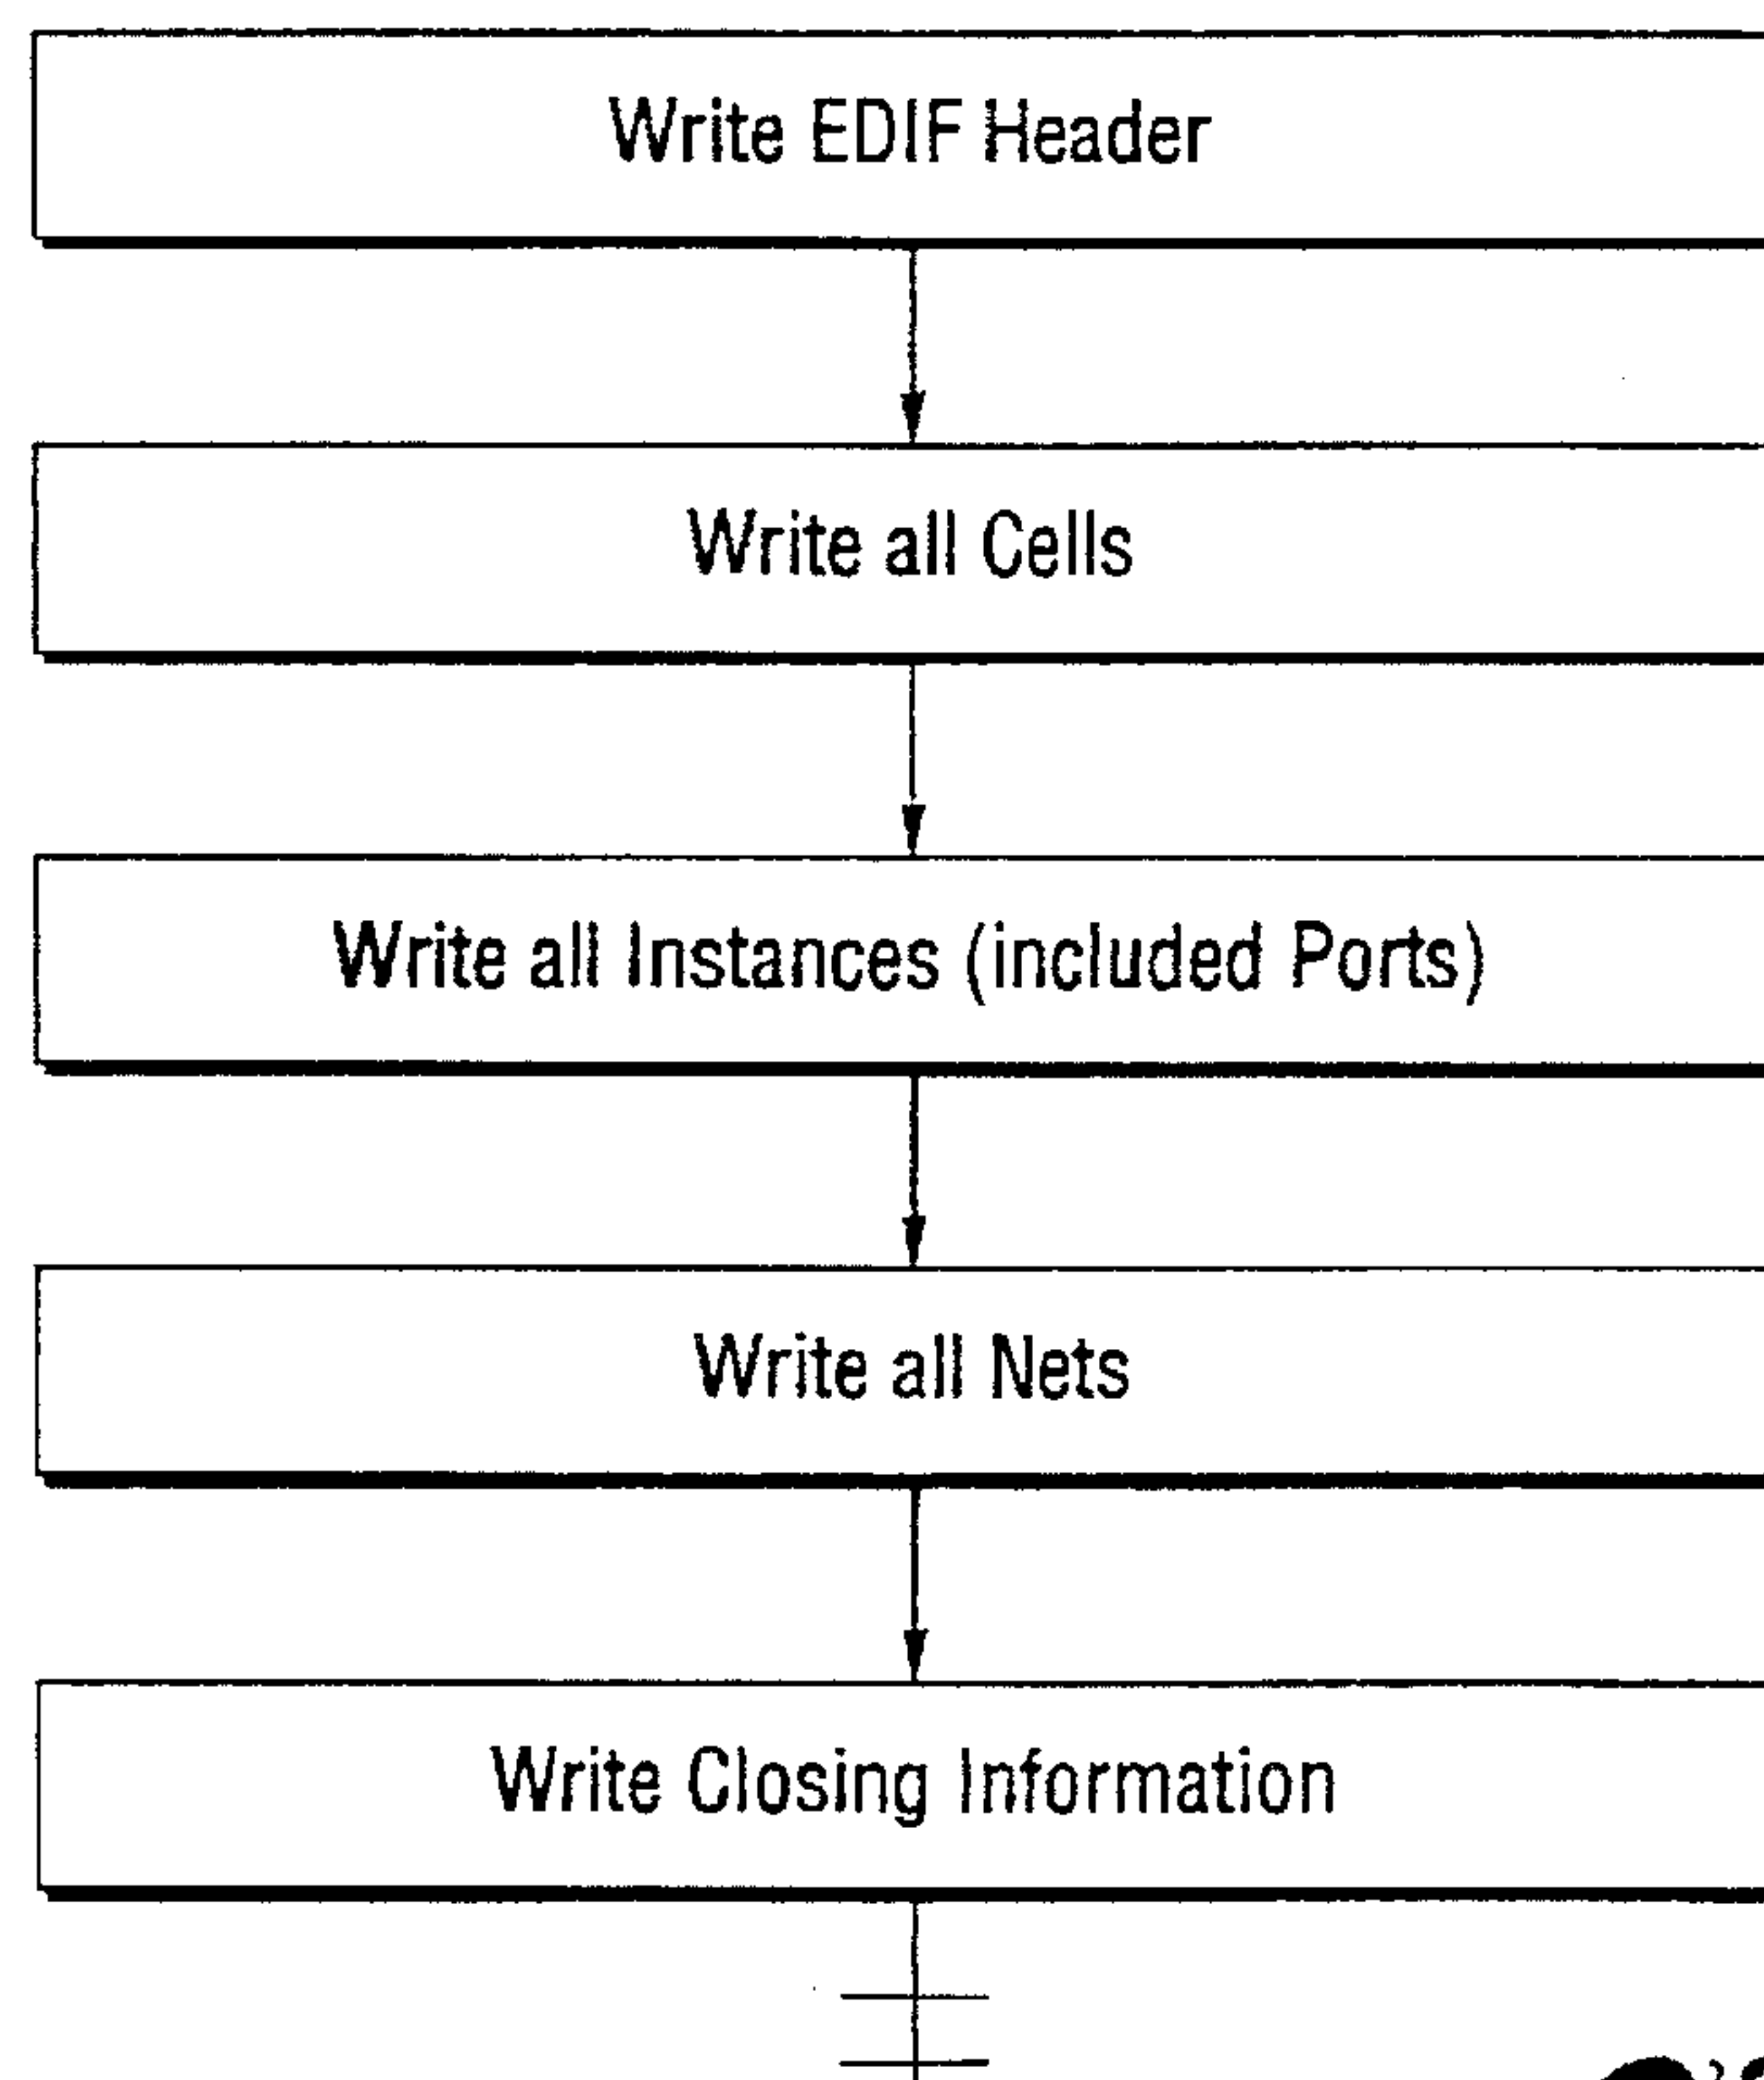 Write EDIF Header
Write all Cells
Write all Instances (included Ports)
Write all Nets
Write Closing Information